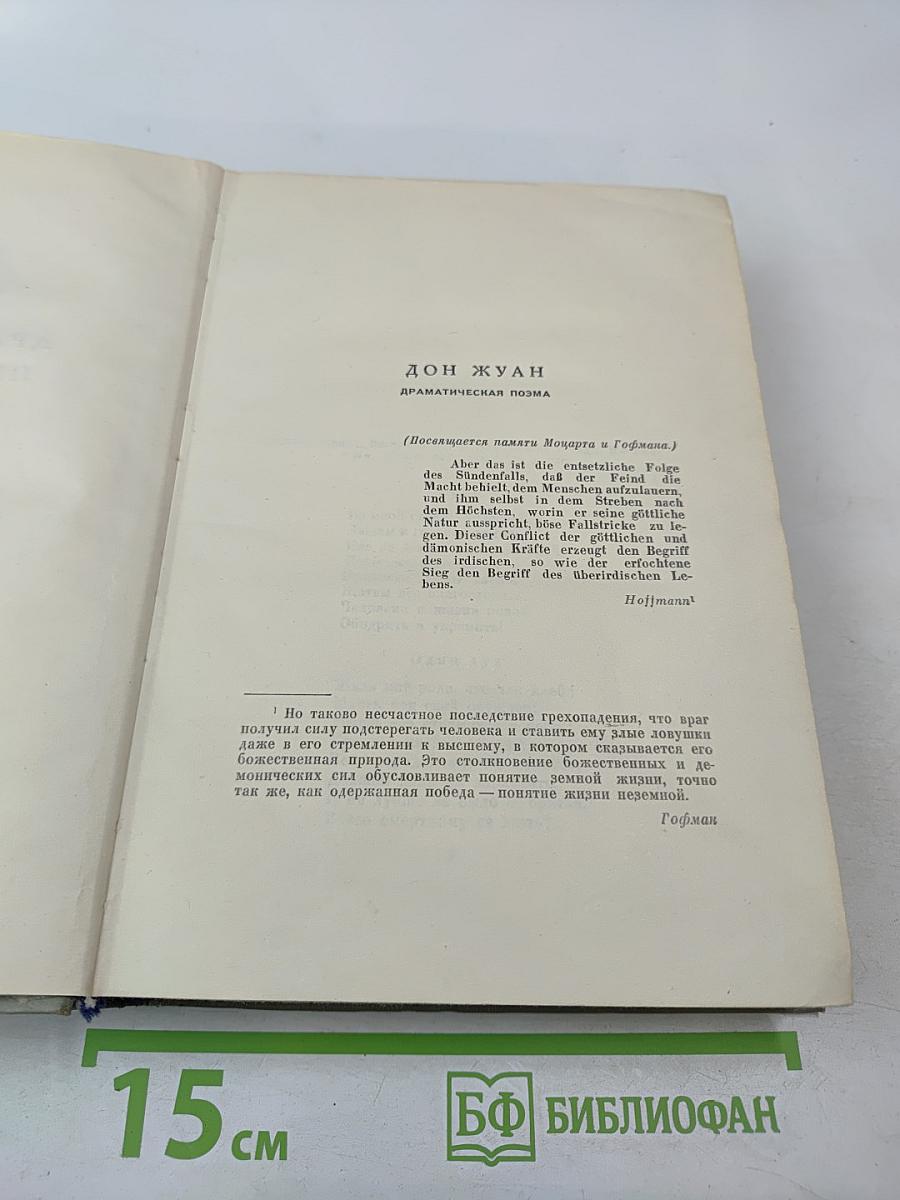 ДОН ЖУАН
ДРАМАТИЧЕСКАЯ ПОЭМА
(Посвящается памяти Моцарта и Гофмана.)
Aber das ist die entsetzliche Folge
des Sündenfalls, daß der Feind die
Macht behielt, dem Menschen aufzulauern,
und ihm selbst in dem Streben nach
dem Höchsten, worin er seine göttliche
Natur ausspricht, böse Fallstricke zu le-
gen. Dieser Conflict der göttlichen und
dämonischen Kräfte erzeugt den Begriff
des irdischen, so wie der erfochtene
Sieg den Begriff des überirdischen Le-
bens.
Hoffmann¹
¹ Но таково несчастное последствие грехопадения, что враг
получил силу подстерегать человека и ставить ему злые ловушки
даже в его стремлении к высшему, в котором сказывается его
божественная природа. Это столкновение божественных и де-
монических сил обусловливает понятие земной жизни, точно
так же, как одержанная победа — понятие жизни неземной.
Гофман
15 см
БФ БИБЛИОФАН